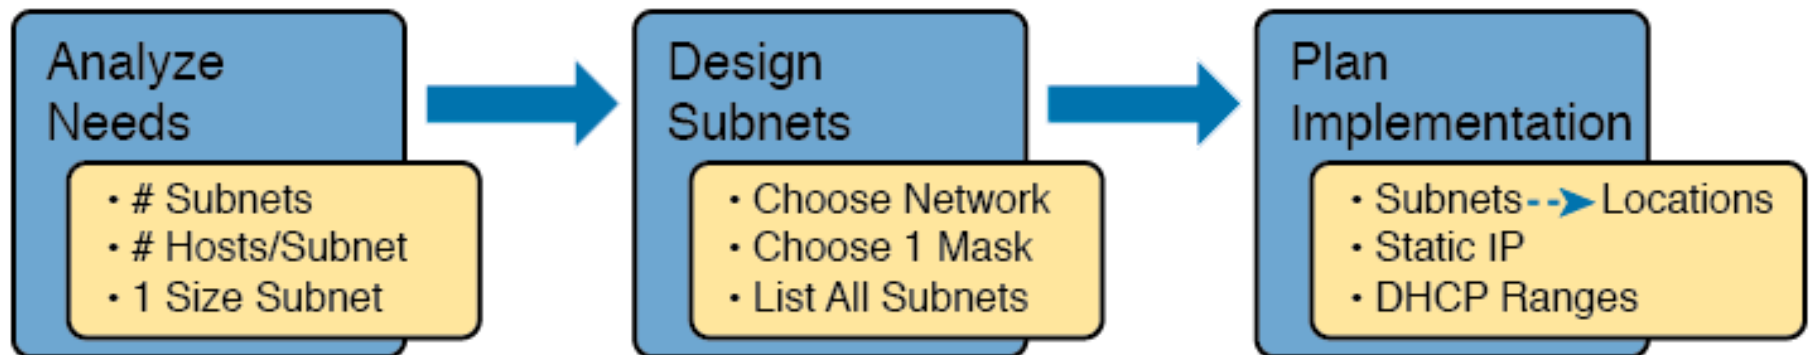 Analyze
Needs
• # Subnets
• # Hosts/Subnet
• 1 Size Subnet
Design
Subnets
• Choose Network
• Choose 1 Mask
• List All Subnets
Plan
Implementation
• Subnets Locations
• Static IP
• DHCP Ranges